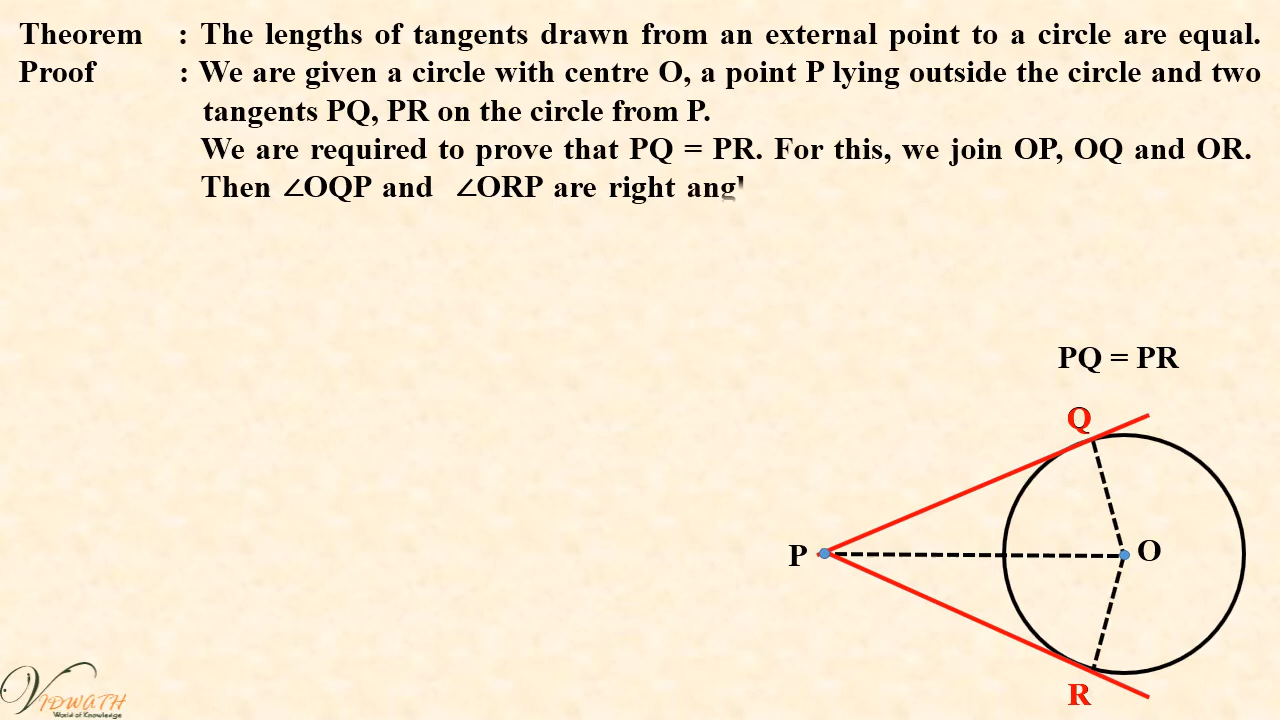 Theorem : The lengths of tangents drawn from an external point to a circle are equal.
Proof : We are given a circle with centre O, a point P lying outside the circle and two
tangents PQ, PR on the circle from P.
We are required to prove that PQ = PR. For this, we join OP, OQ and OR.
Then ∠OQP and ∠ORP are right
PQ = PR
Q
P
O
R
VIDWATH
World of Knowledge